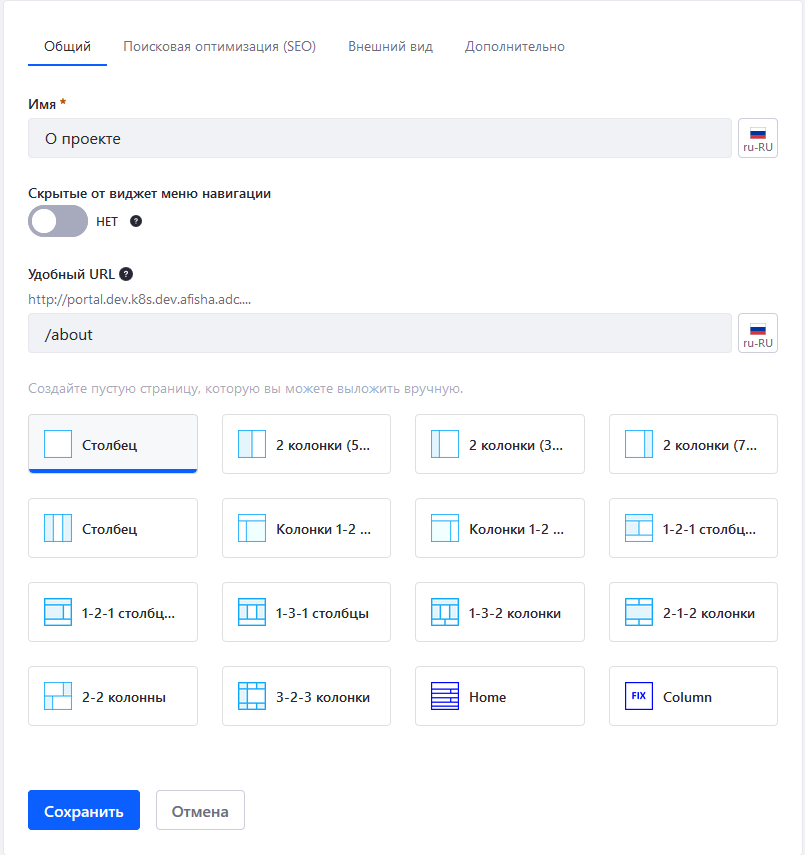 Общий Поисковая оптимизация (SEO) Внешний вид Дополнительно
Имя *
О проекте
ru-RU
Скрытые от виджет меню навигации
НЕТ ?
Удобный URL ?
http://portal.dev.k8s.dev.afisha.adc....
/about
ru-RU
Создайте пустую страницу, которую вы можете выложить вручную.
Столбец 2 колонки (5... 2 колонки (3... 2 колонки (7...
Столбец Колонки 1-2 ... Колонки 1-2 ... 1-2-1 столбц...
1-2-1 столбц... 1-3-1 столбцы 1-3-2 колонки 2-1-2 колонки
2-2 колонны 3-2-3 колонки Home FIX Column
Сохранить Отмена